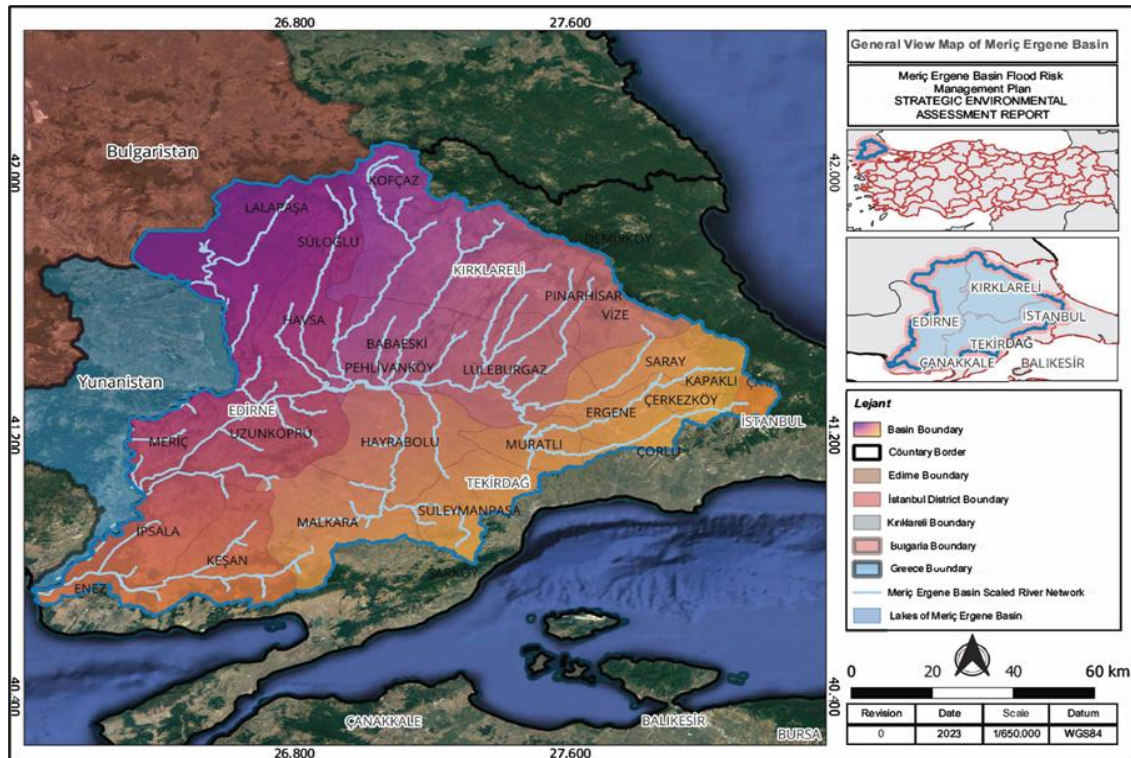 26.800
27.600
42.000
42.000
41.200
41.200
40.400
40.400
26.800
27.600
Bulgaristan
KOFÇAZ
LALAPAŞA
SÜLOĞLU
DEMİRKÖY
KIRKLARELİ
PINARHİSAR
VİZE
Yunanistan
HAVSA
BABAESKİ
PEHLİVANKÖY
LÜLEBURGAZ
SARAY
KAPAKLI
ÇERKEZKÖY
EDİRNE
ERGENE
İSTANBUL
MERİÇ
UZUNKÖPRÜ
HAYRABOLU
MURATLI
ÇORLU
TEKİRDAĞ
SÜLEYMANPAŞA
İPSALA
MALKARA
KEŞAN
ŞARKÖY
ENEZ
ÇANAKKALE
BALIKESİR
BURSA
General View Map of Meriç Ergene Basin
Meriç Ergene Basin Flood Risk
Management Plan
STRATEGIC ENVIRONMENTAL
ASSESSMENT REPORT
KIRKLARELİ
EDİRNE
İSTANBUL
TEKİRDAĞ
ÇANAKKALE
BALIKESİR
Lejant
Basin Boundary
Cöuntary Border
Edirne Boundary
İstanbul District Boundary
Kırıklareli Boundary
Bulgaria Boundary
Greece Boundary
Meriç Ergene Basin Scaled River Network
Lakes of Meriç Ergene Basin
0 20 40 60 km
Revision Date Scale Datum
0 2023 1/650.000 WGS84